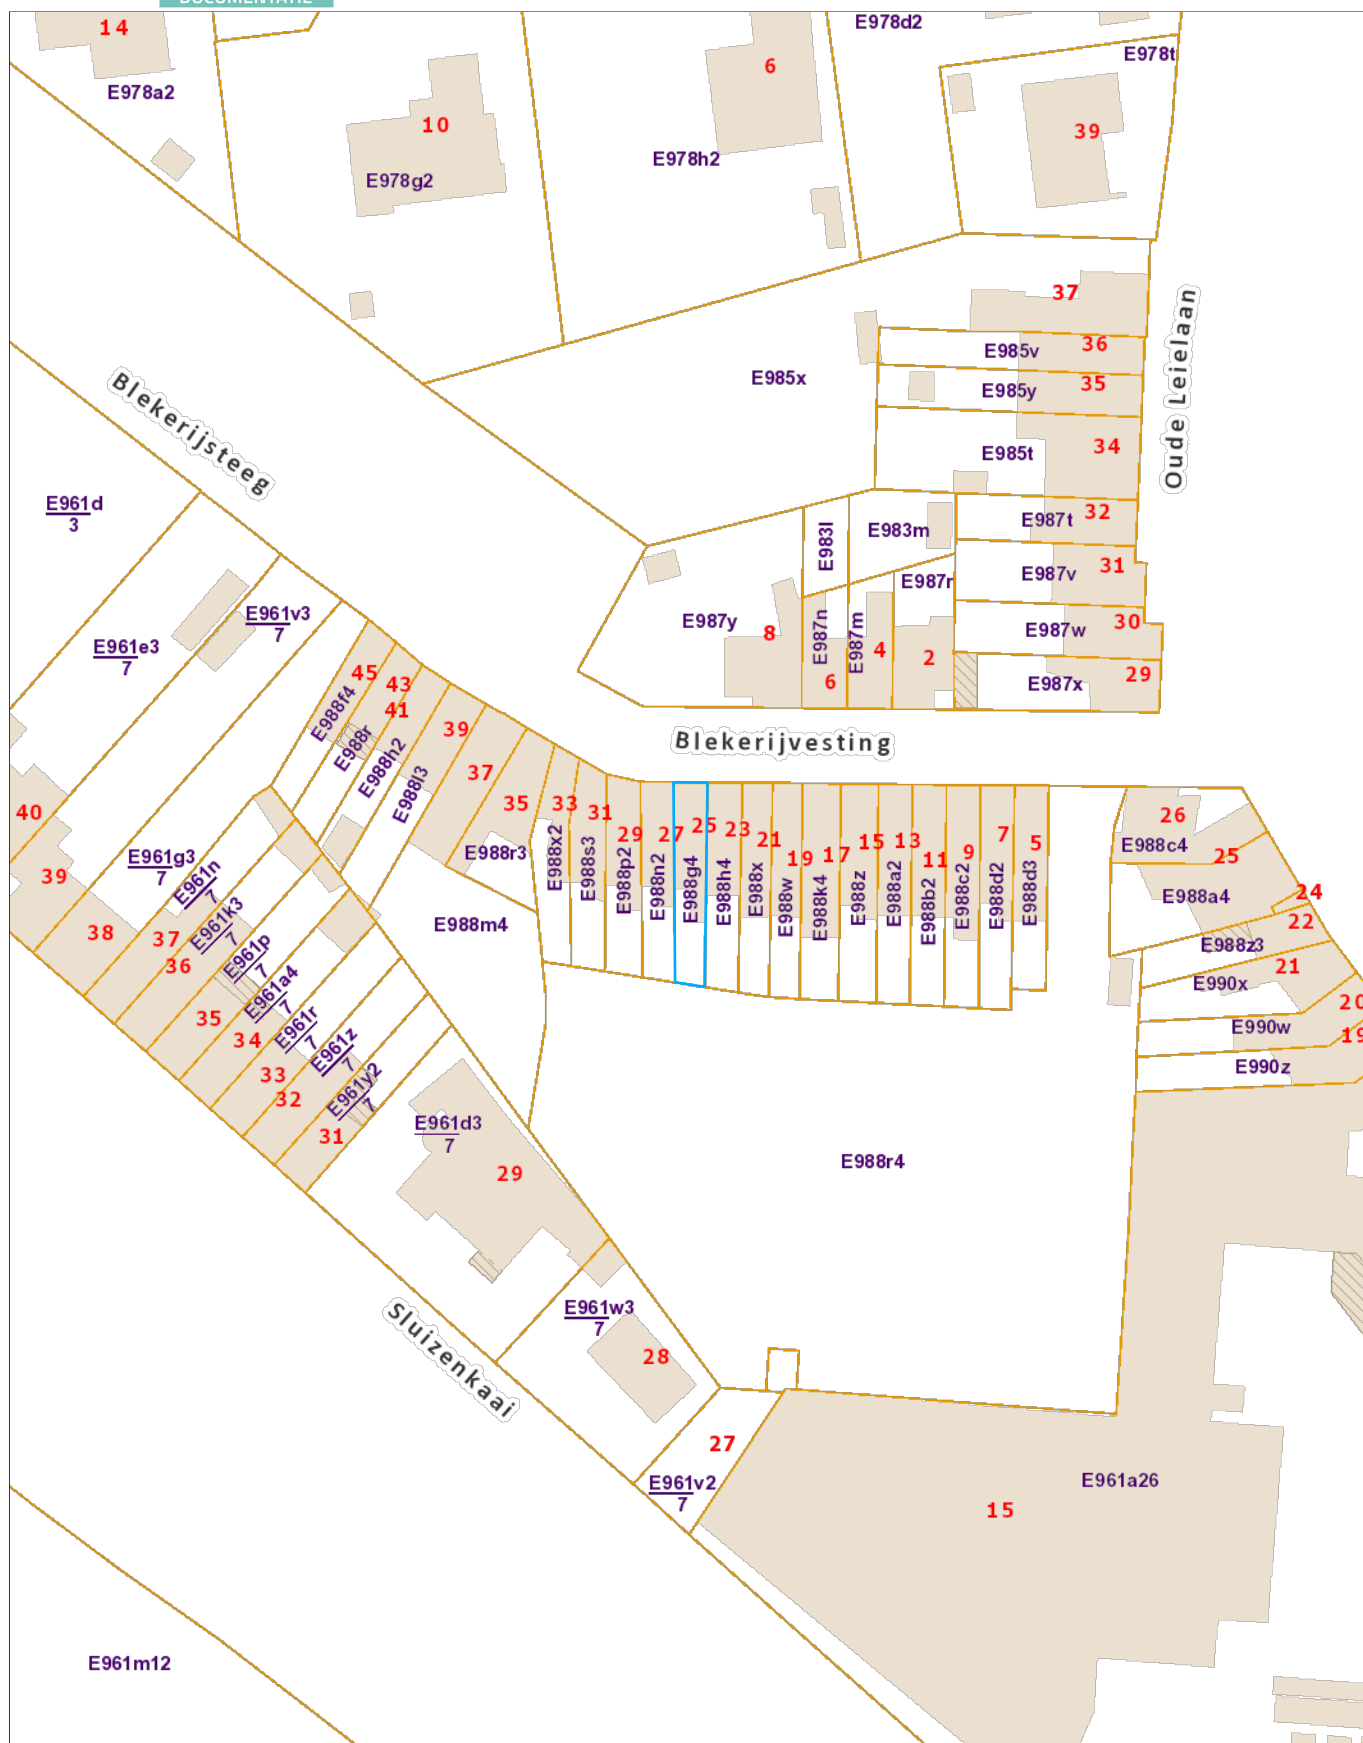 DOCUMENTATIE
14
E978a2
10
E978g2
6
E978h2
E978d2
E978t
39
37
E985x
E985v
36
E985y
35
E985t
34
Oude Leielaan
Blekerijsteeg
E983l
E983m
E987t
32
E987v
31
E987r
E987w
30
E987x
29
E987y
8
E987n
6
E987m
4
2
Blekerijvesting
E961d
3
E961e3
7
E961v3
7
45
E988f4
43
E988r
41
E988h2
39
E988l3
37
35
E988r3
33
E988x2
31
E988s3
29
E988p2
27
E988n2
25
E988g4
23
E988h4
21
E988x
19
E988w
17
E988k4
15
E988z
13
E988a2
11
E988b2
9
E988c2
7
E988d2
5
E988d3
26
E988c4
25
E988a4
24
22
E988z3
21
E990x
20
E990w
19
E990z
40
39
38
E961g3
7
E961n
7
37
E961k3
7
36
E961p
7
35
E961a4
7
34
E961r
7
33
E961z
7
32
E961y2
7
31
E988m4
E961d3
7
29
E988r4
Sluizenkaai
E961w3
7
28
27
E961v2
7
E961a26
15
E961m12